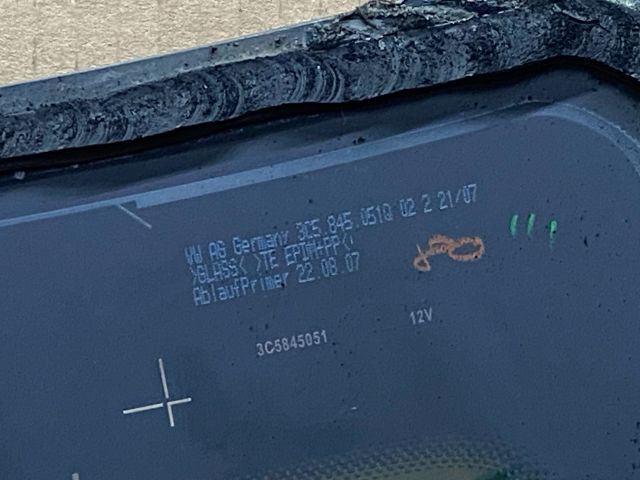 VW AG Germany 3C5.845.051Q 02 2 21/07
>GLASS< >TE EPDM+PP<
AblaufPrimer 22.08.07
12V
3C5845051